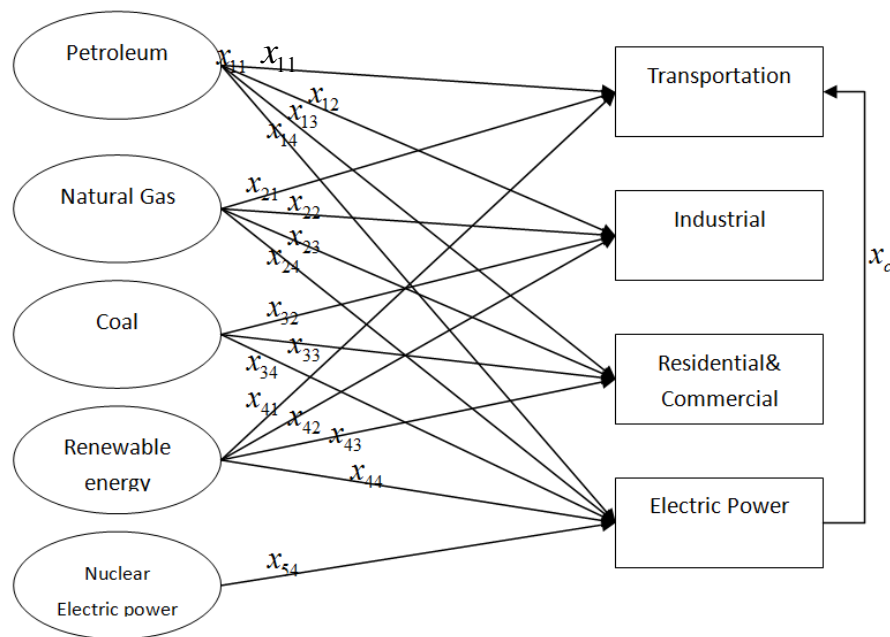 Petroleum
x11
x11
Transportation
x12
x13
x14
Natural Gas
x21
x22
Industrial
x23
x24
xc
Coal
x32
x33
x34
Residential&
Commercial
x41
x42
x43
Renewable
energy
x44
Electric Power
x54
Nuclear
Electric power